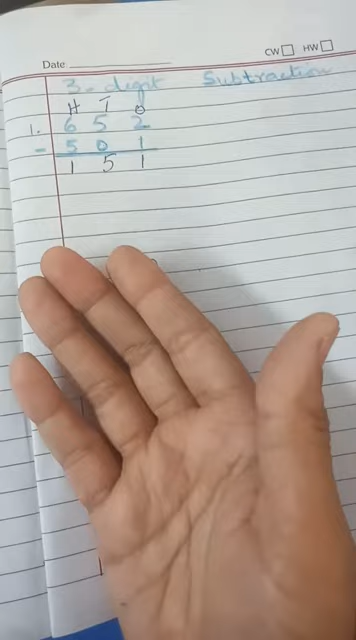 CW HW
Date
3-digit Subtraction
H T O
1. 6 5 2
- 5 0 1
1 5 1